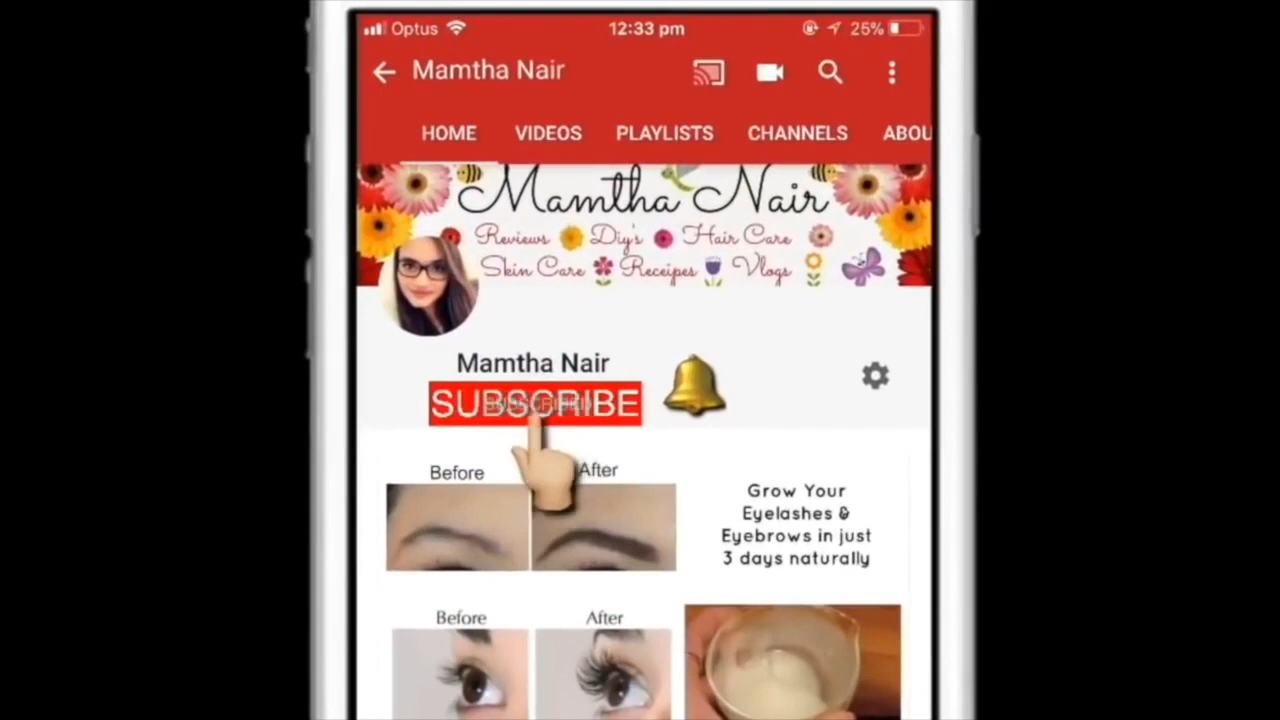 Optus 12:33 pm 25%
Mamtha Nair
HOME VIDEOS PLAYLISTS CHANNELS ABOU
Mamtha Nair
Reviews Diy's Hair Care
Skin Care Receipes Vlogs
Mamtha Nair
SUBSCRIBE
Before After
Grow Your
Eyelashes &
Eyebrows in just
3 days naturally
Before After